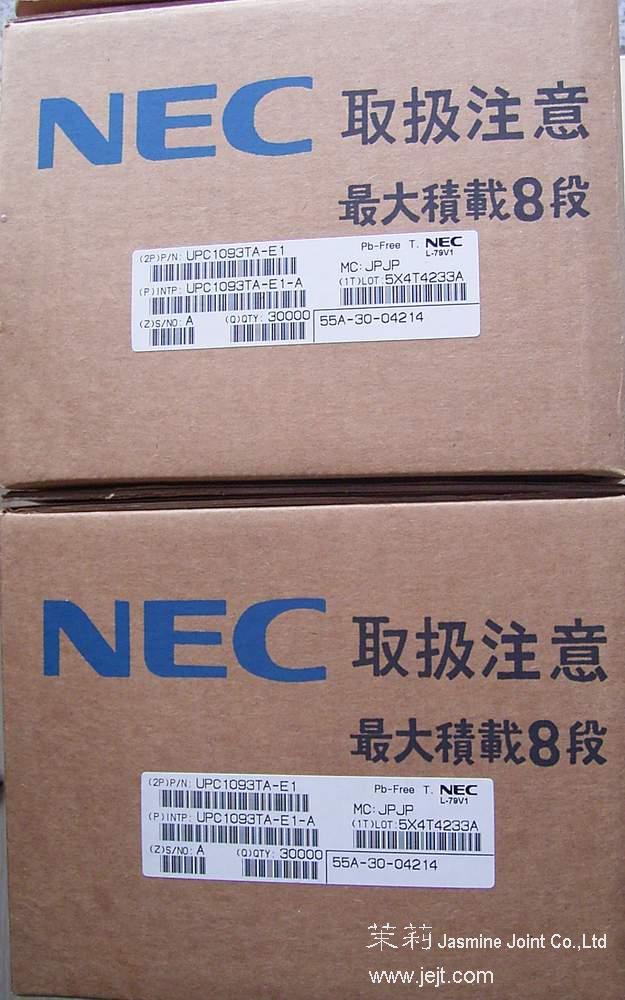 NEC 取扱注意
最大積載8段
(2P)P/N: UPC1093TA-E1
Pb-Free T. NEC
L-79V1
MC: JPJP
(P)INTP: UPC1093TA-E1-A
(1T)LOT: 5X4T4233A
(Z)S/NO: A (Q)QTY: 30000
55A-30-04214
NEC 取扱注意
最大積載8段
(2P)P/N: UPC1093TA-E1
Pb-Free T. NEC
L-79V1
MC: JPJP
(P)INTP: UPC1093TA-E1-A
(1T)LOT: 5X4T4233A
(Z)S/NO: A (Q)QTY: 30000
55A-30-04214
茉莉 Jasmine Joint Co.,Ltd
www.jejt.com